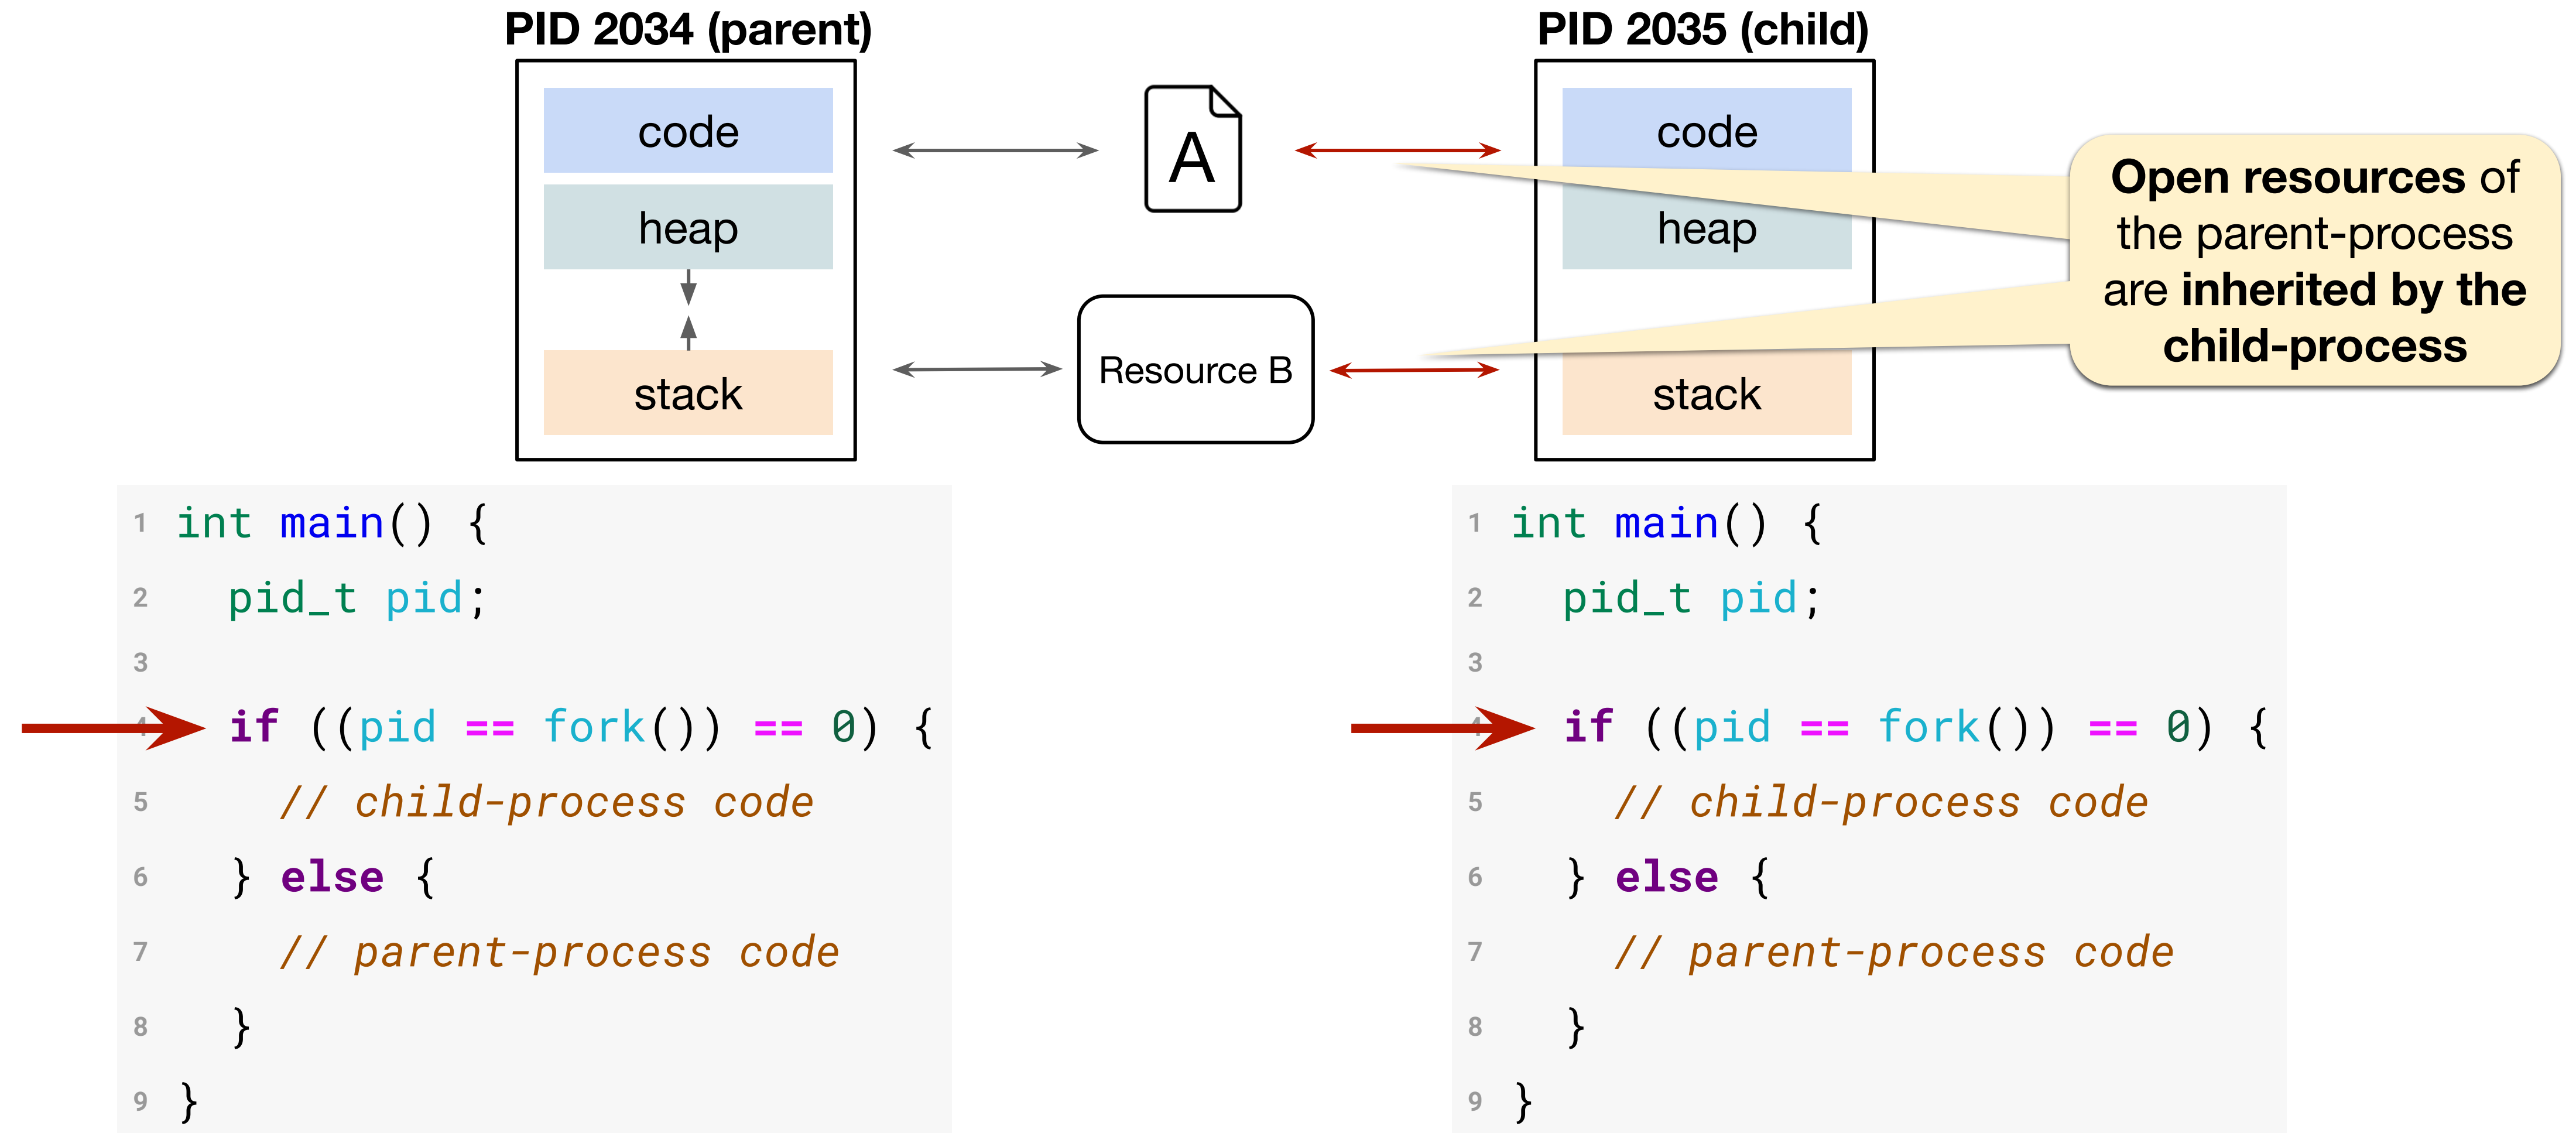 PID 2034 (parent)
code
heap
stack
A
Resource B
PID 2035 (child)
code
heap
stack
Open resources of
the parent-process
are inherited by the
child-process
1 int main() {
2 pid_t pid;
3
4 if ((pid == fork()) == 0) {
5 // child-process code
6 } else {
7 // parent-process code
8 }
9 }
1 int main() {
2 pid_t pid;
3
4 if ((pid == fork()) == 0) {
5 // child-process code
6 } else {
7 // parent-process code
8 }
9 }